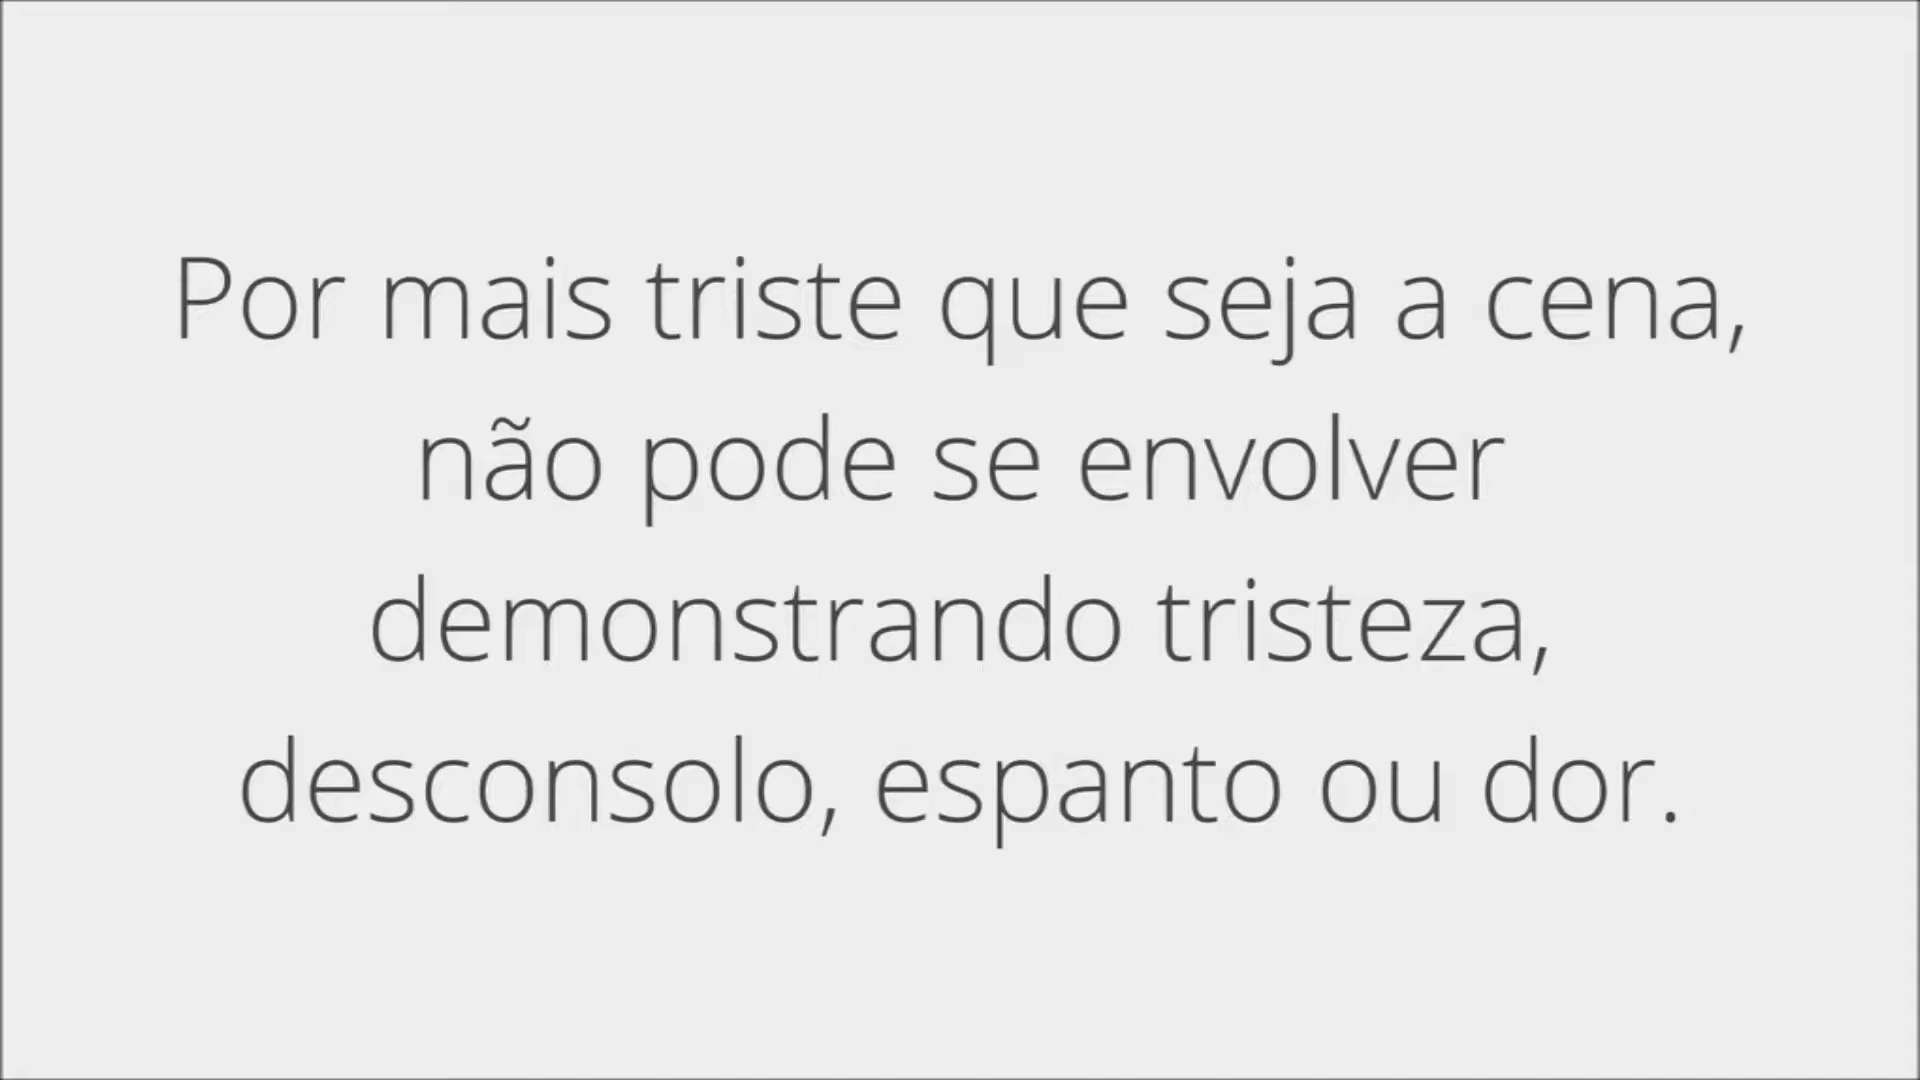 Por mais triste que seja a cena,
não pode se envolver
demonstrando tristeza,
desconsolo, espanto ou dor.